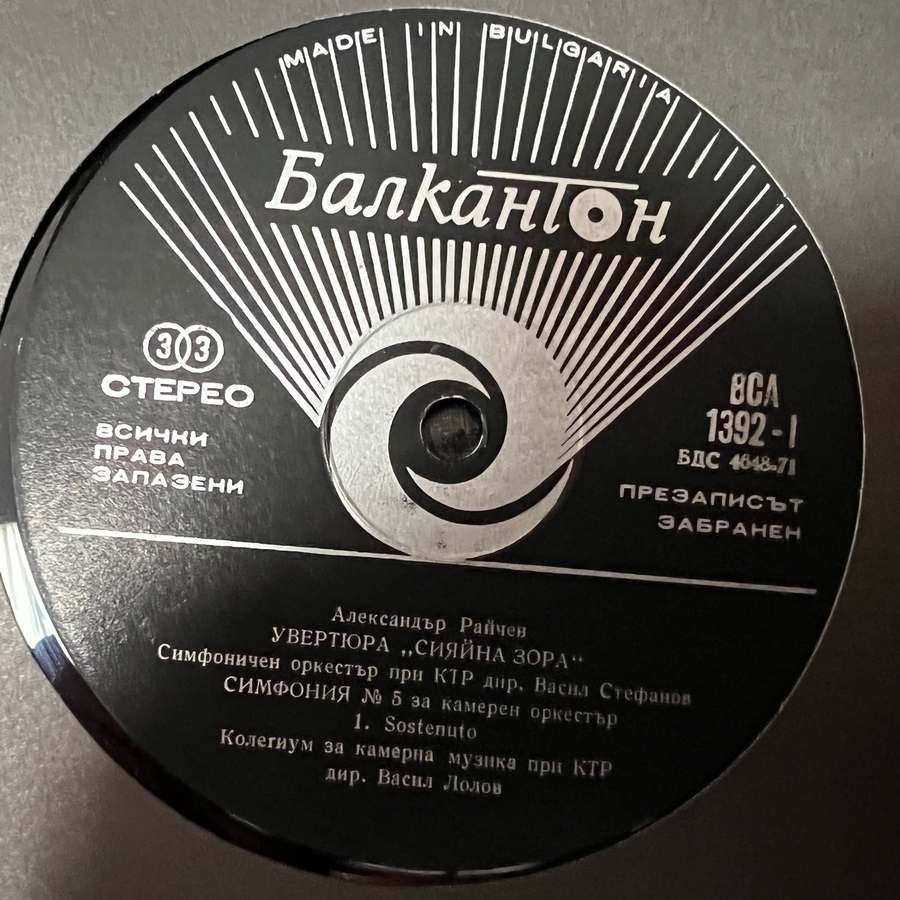 MADE IN BULGARIA
Балкантон
33
СТЕРЕО
ВСИЧКИ
ПРАВА
ЗАПАЗЕНИ
ВСА
1392-I
БДС 4048-71
ПРЕЗАПИСЪТ
ЗАБРАНЕН
Александър Райчев
УВЕРТЮРА „СИЯЙНА ЗОРА“
Симфоничен оркестър при КТР дир. Васил Стефанов
СИМФОНИЯ № 5 за камерен оркестър
1. Sostenuto
Колегиум за камерна музика при КТР
дир. Васил Лолов